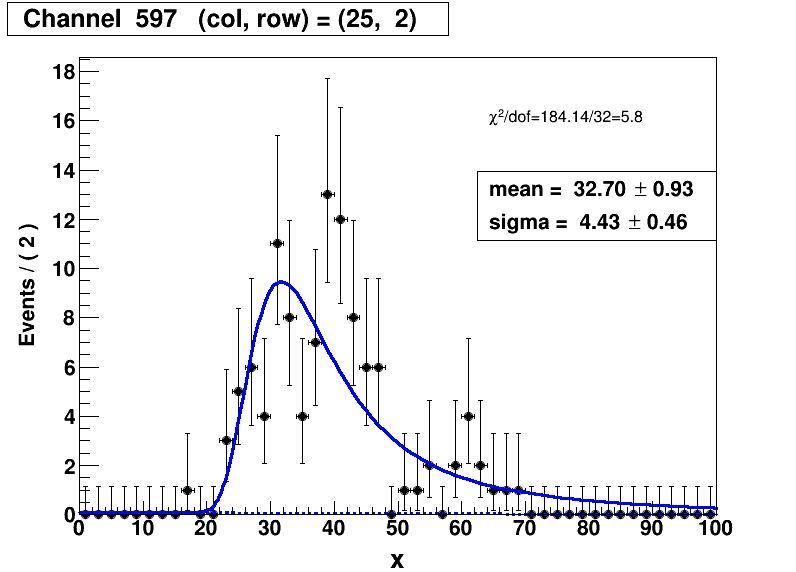 Channel 597 (col, row) = (25, 2)
χ²/dof=184.14/32=5.8
mean = 32.70 ± 0.93
sigma = 4.43 ± 0.46
Events / ( 2 )
18
16
14
12
10
8
6
4
2
0
0 10 20 30 40 50 60 70 80 90 100
x